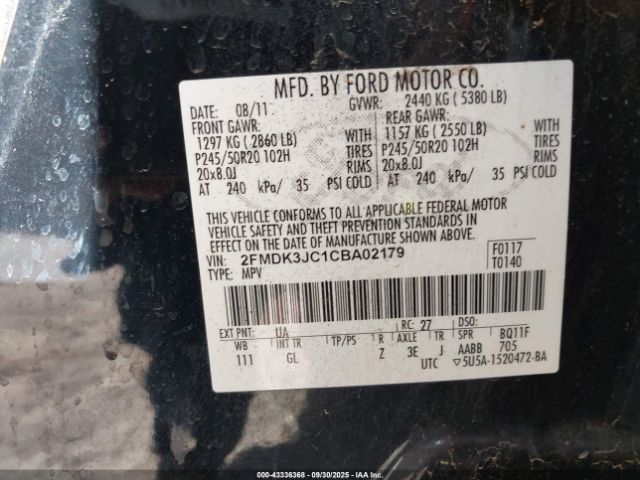 MFD. BY FORD MOTOR CO.
DATE: 08/11 GVWR: 2440 KG ( 5380 LB)
FRONT GAWR: REAR GAWR:
1297 KG ( 2860 LB) WITH 1157 KG ( 2550 LB) WITH
P245/50R20 102H TIRES P245/50R20 102H TIRES
20x8.0J RIMS 20x8.0J RIMS
AT 240 kPa/ 35 PSI COLD AT 240 kPa/ 35 PSI COLD
THIS VEHICLE CONFORMS TO ALL APPLICABLE FEDERAL MOTOR
VEHICLE SAFETY AND THEFT PREVENTION STANDARDS IN
EFFECT ON THE DATE OF MANUFACTURE SHOWN ABOVE.
VIN: 2FMDK3JC1CBA02179 F0117
TYPE: MPV T0140
EXT PNT: UA RC: 27 DSO:
WB INT TR TP/PS R AXLE TR SPR BQ11F
111 GL Z 3E J AABB 705
UTC ▽5U5A-1520472-BA
000-43336368 - 09/30/2025 - IAA Inc.